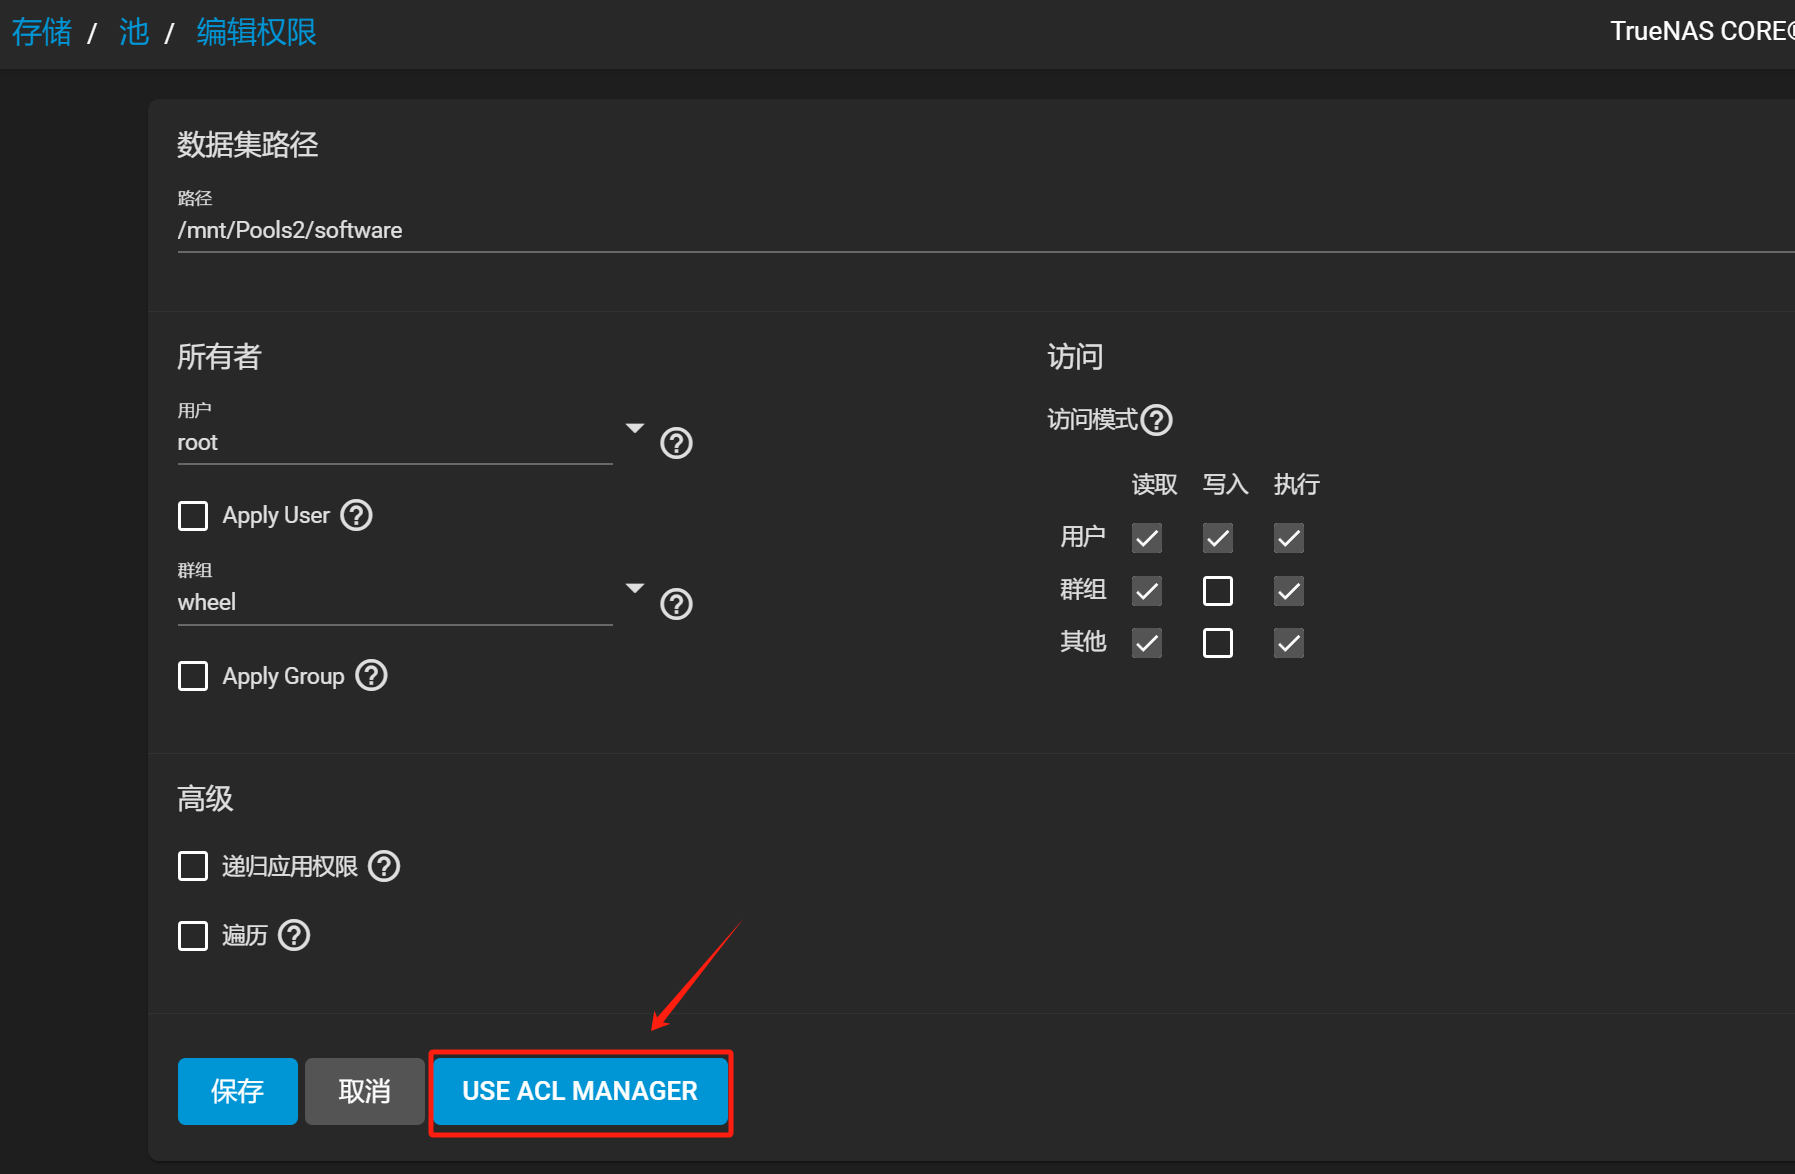 存储 / 池 / 编辑权限
TrueNAS CORE
数据集路径
路径
/mnt/Pools2/software
所有者
用户
root
Apply User
群组
wheel
Apply Group
访问
访问模式
读取 写入 执行
用户
群组
其他
高级
递归应用权限
遍历
保存 取消 USE ACL MANAGER